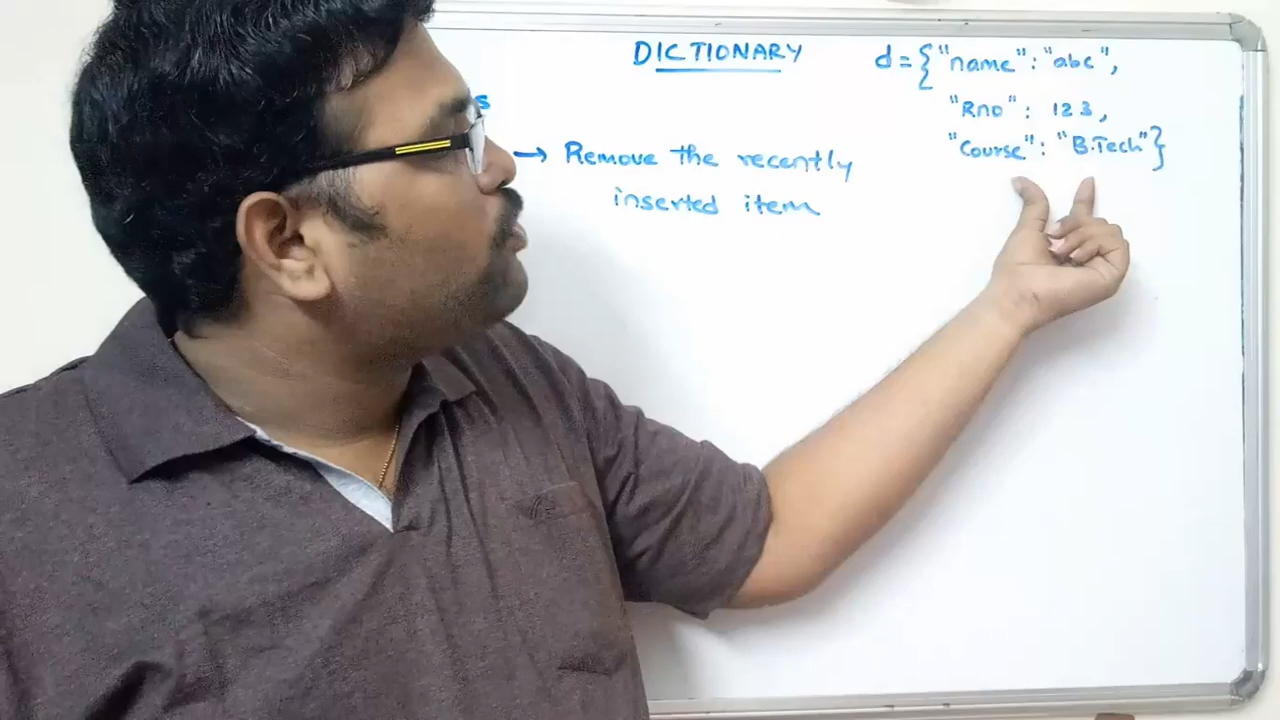 DICTIONARY
d = {"name": "abc",
"Rno": 123,
"Course": "B.Tech"}
s
→ Remove the recently
inserted item